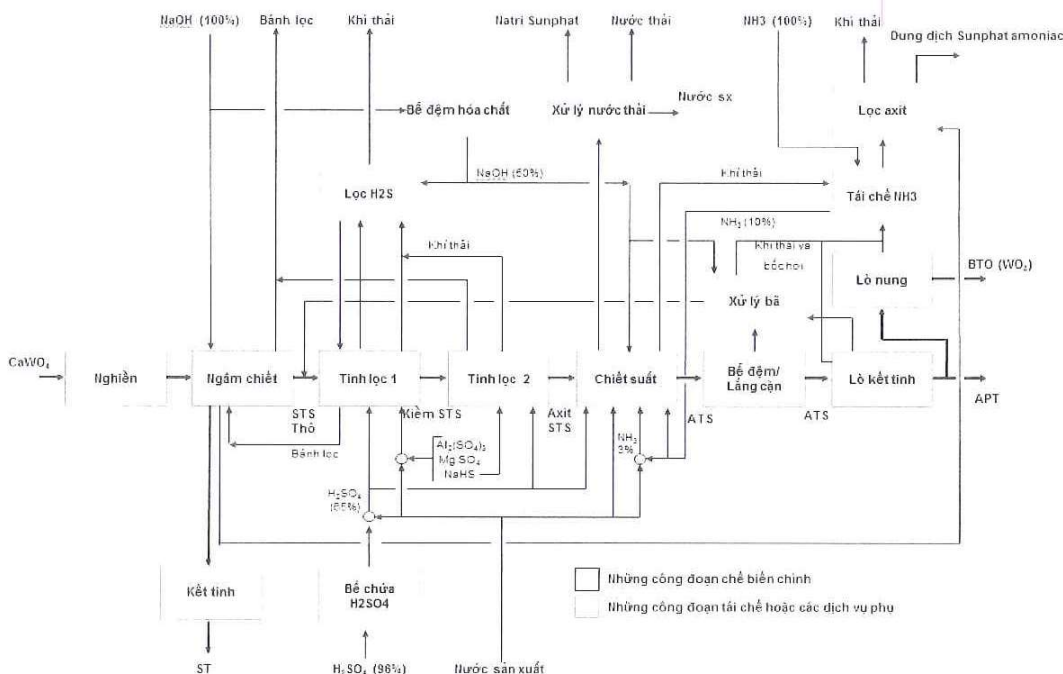 NaOH (100%)
Bánh lọc
Khí thải
Natri Sunphat
Nước thải
NH3 (100%)
Khí thải
Dung dịch Sunphat amoniac
Bể đệm hóa chất
Xử lý nước thải
Nước sx
Lọc axit
NaOH (50%)
Khí thải
Lọc H2S
Tái chế NH3
NH₃ (10%)
Khí thải
Khí thải và
bốc hơi
BTO (WO₃)
Xử lý bã
Lò nung
CaWO₄
Nghiền
Ngâm chiết
Tinh lọc 1
Tinh lọc 2
Chiết suất
Bể đệm/
Lắng cặn
Lò kết tinh
APT
STS
Thô
Kiềm STS
Axit
STS
ATS
ATS
Bánh lọc
Al₂(SO₄)₃
MgSO₄
NaHS
NH₃
3%
H₂SO₄
(65%)
Kết tinh
Bể chứa
H2SO4
Những công đoạn chế biến chính
Những công đoạn tái chế hoặc các dịch vụ phụ
ST
H₂SO₄ (96%)
Nước sản xuất